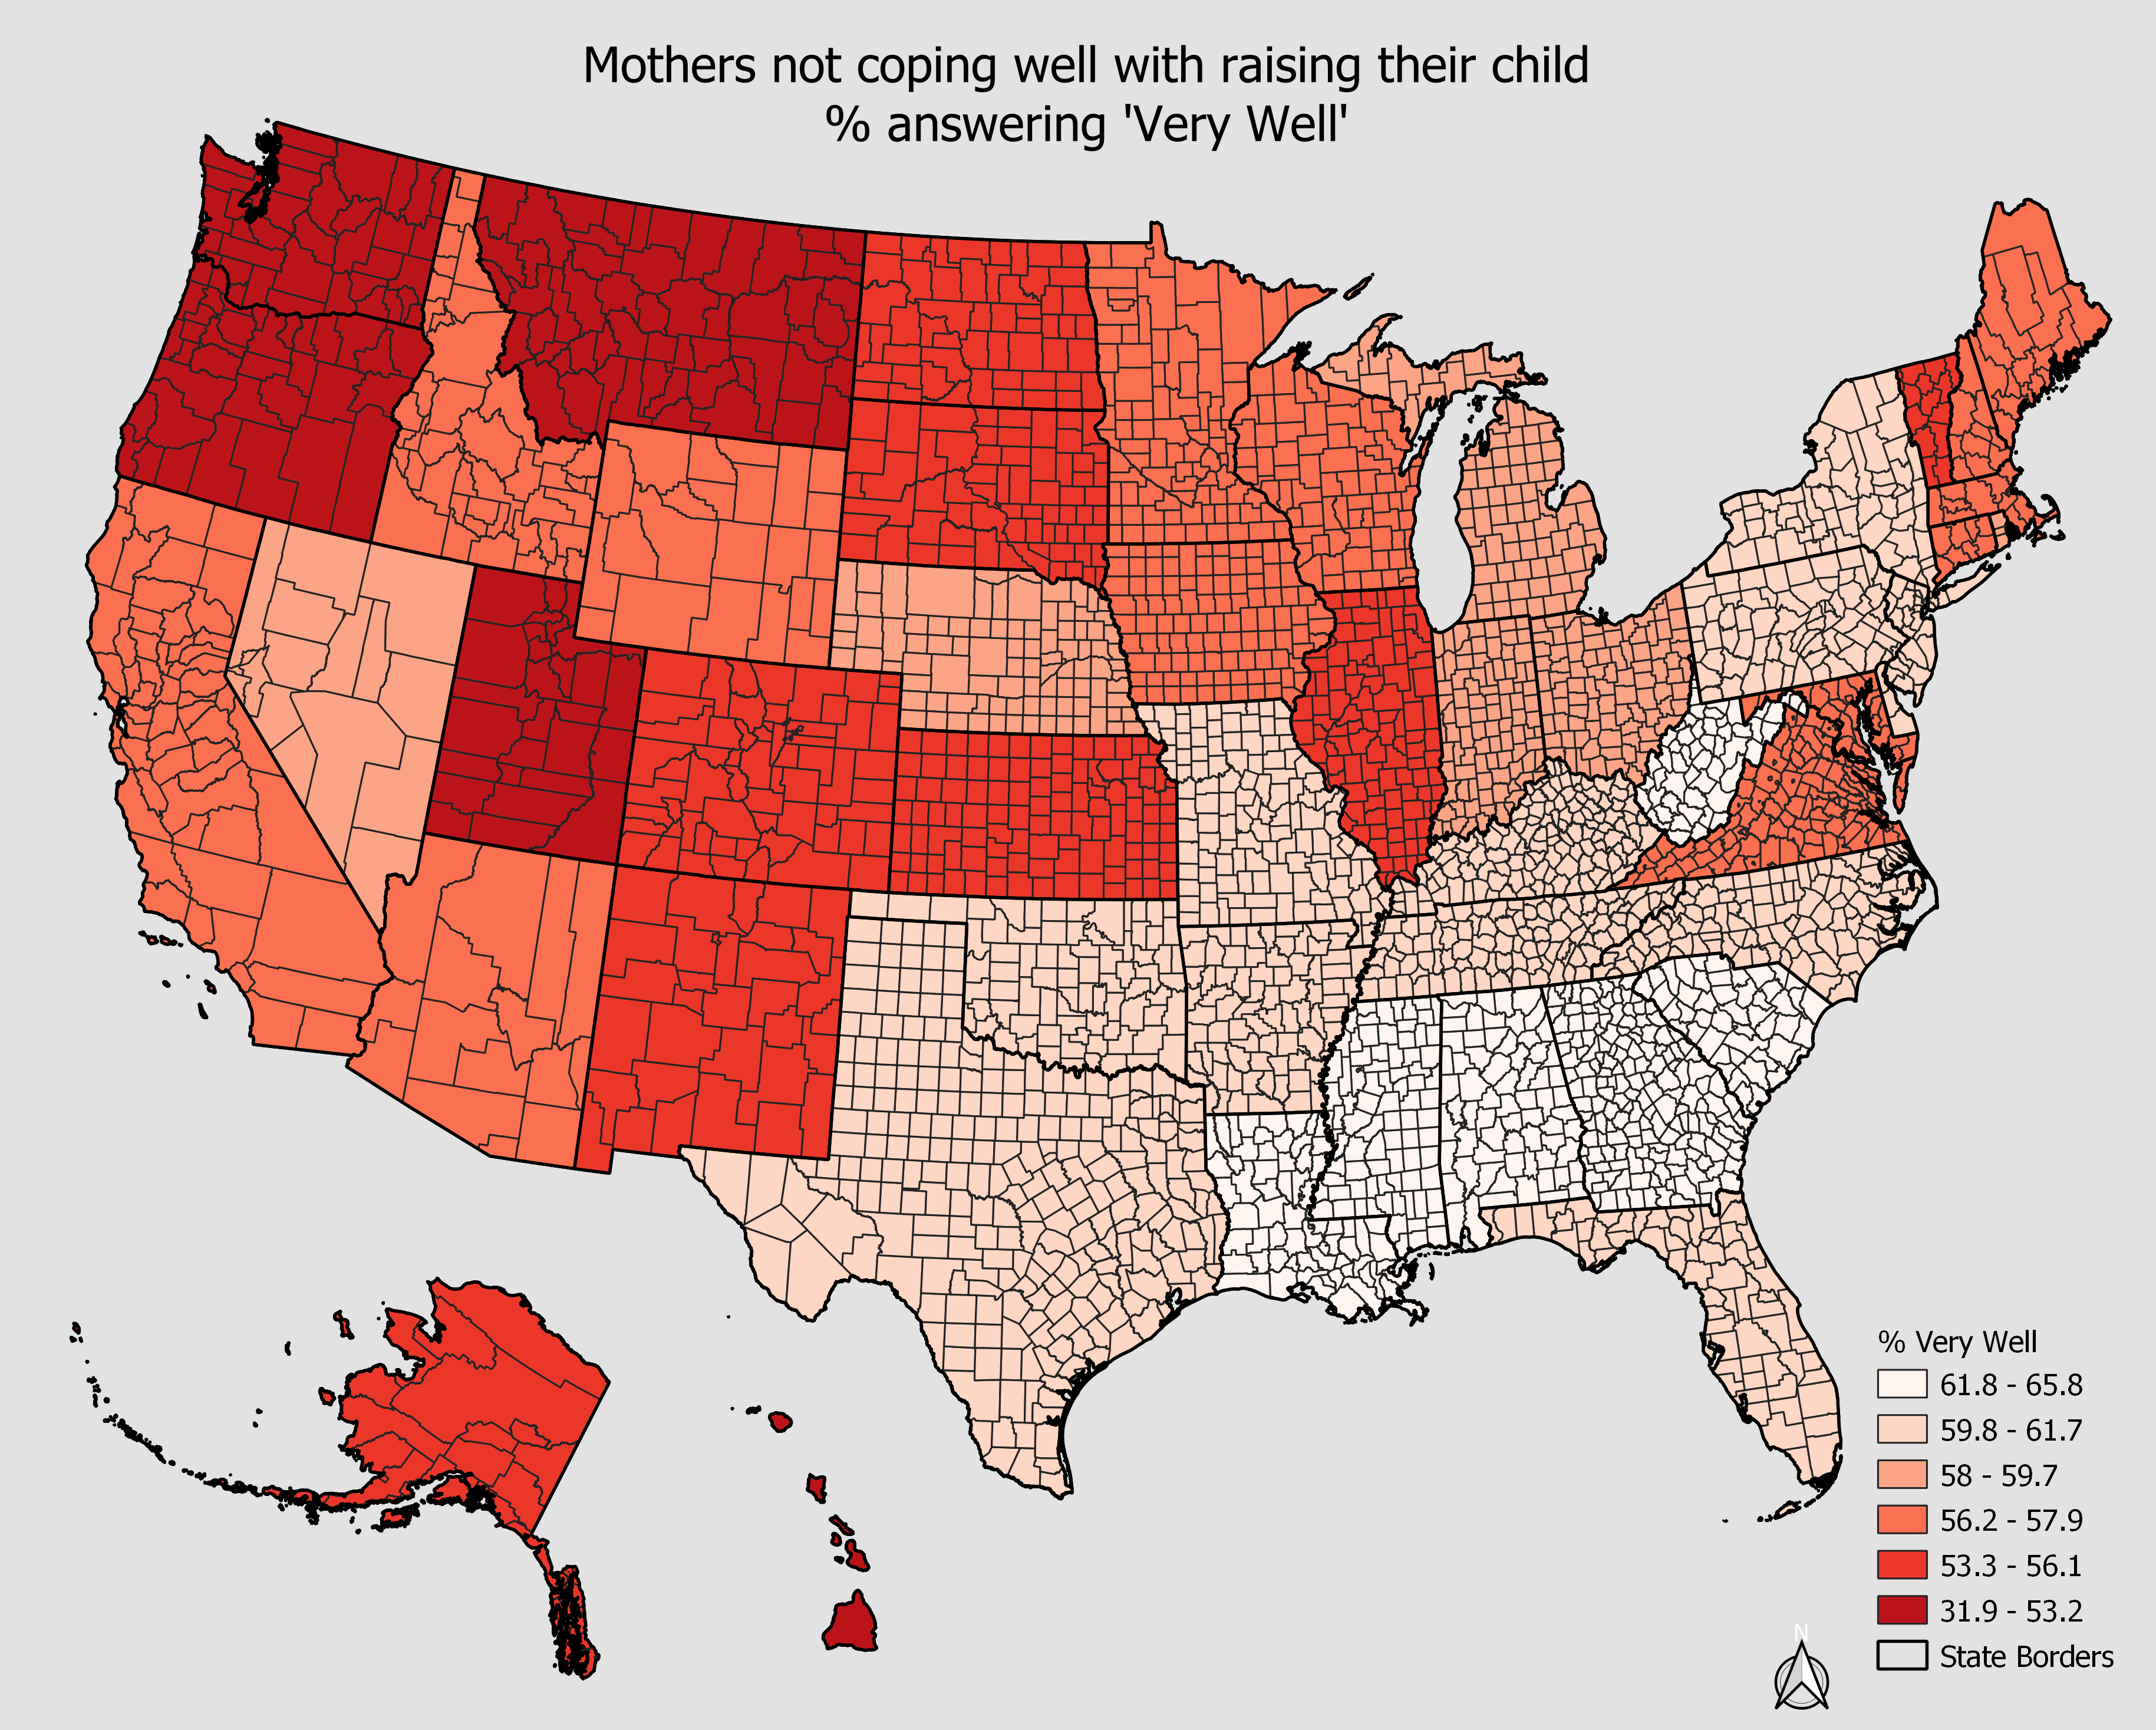 Mothers not coping well with raising their child
% answering 'Very Well'
% Very Well
61.8 - 65.8
59.8 - 61.7
58 - 59.7
56.2 - 57.9
53.3 - 56.1
31.9 - 53.2
State Borders
N